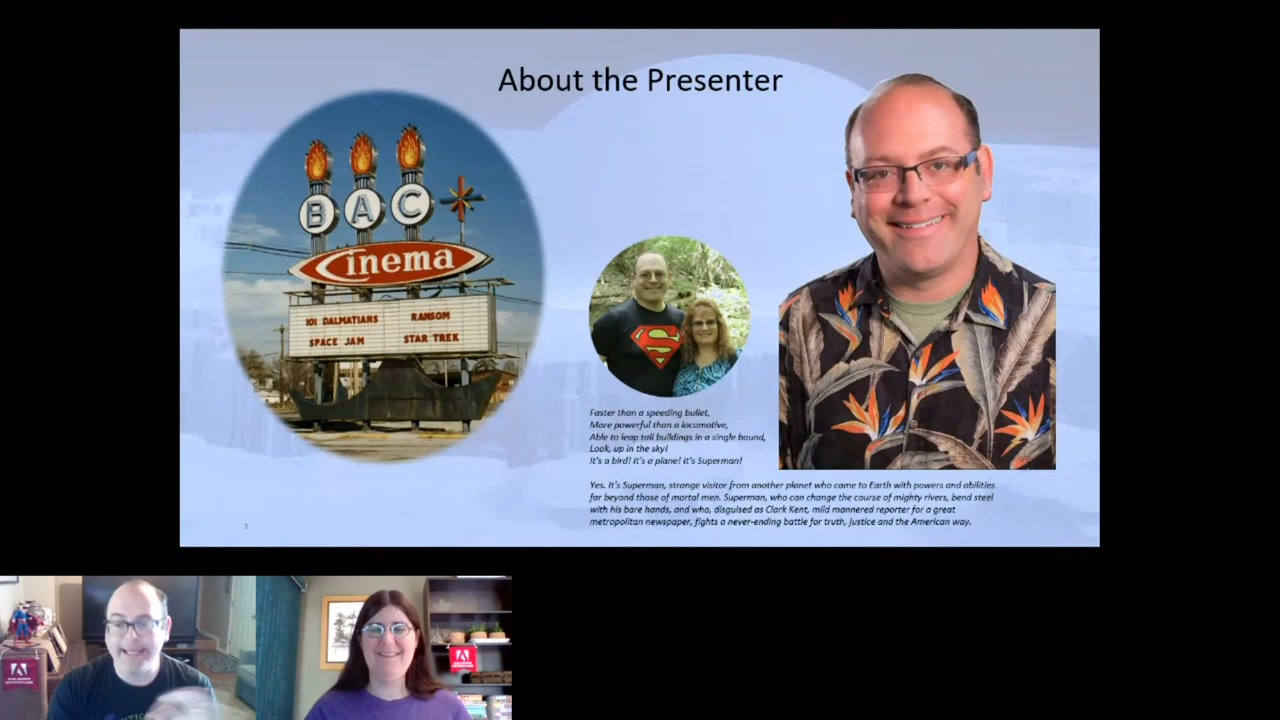 About the Presenter
B A C
Cinema
101 DALMATIANS RANSOM
SPACE JAM STAR TREK
Faster than a speeding bullet,
More powerful than a locomotive,
Able to leap tall buildings in a single bound,
Look, up in the sky!
It's a bird! It's a plane! It's Superman!
Yes. It's Superman, strange visitor from another planet who came to Earth with powers and abilities
far beyond those of mortal men. Superman, who can change the course of mighty rivers, bend steel
with his bare hands, and who, disguised as Clark Kent, mild mannered reporter for a great
metropolitan newspaper, fights a never-ending battle for truth, justice and the American way.
2